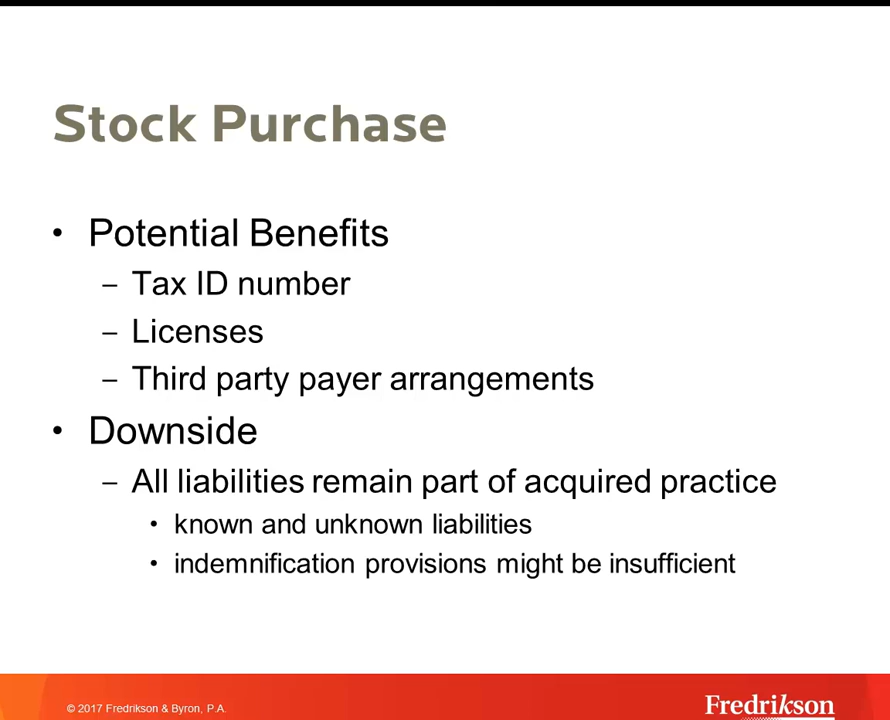 Stock Purchase
• Potential Benefits
– Tax ID number
– Licenses
– Third party payer arrangements
• Downside
– All liabilities remain part of acquired practice
• known and unknown liabilities
• indemnification provisions might be insufficient
© 2017 Fredrikson & Byron, P.A.
Fredrikson